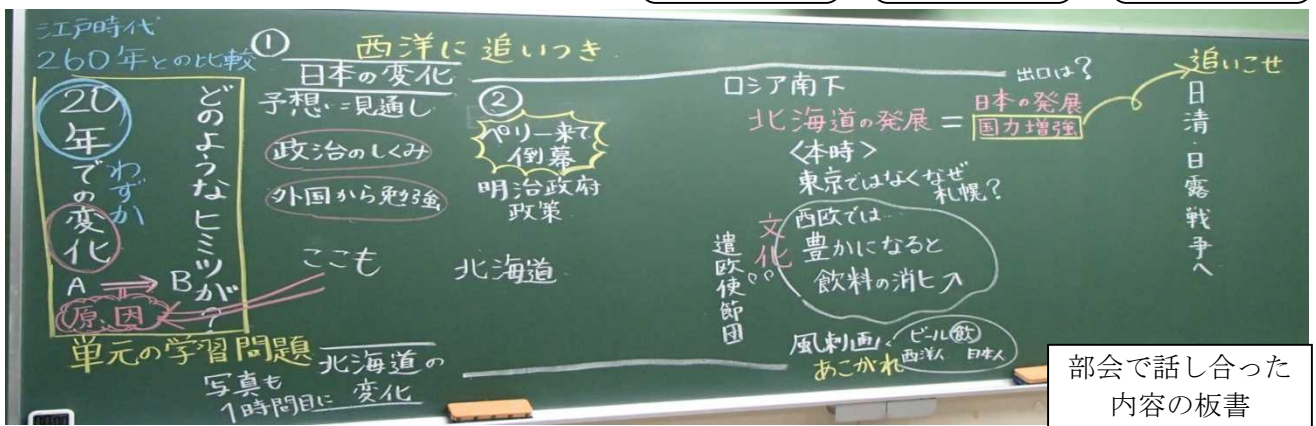 江戸時代
260年との比較
20年での変化
わずか
どのようなヒミツが?
A ⇒ B
原因
単元の学習問題
①
西洋に追いつき
日本の変化
予想=見通し
政治のしくみ
外国から勉強
ここも
北海道の変化
写真も
1時間目に
②
ペリー来て
倒幕
明治政府
政策
北海道
ロシア南下
北海道の発展=
日本の発展
国力増強
出口は?
<本時>
東京ではなくなぜ
札幌?
文化
西欧では…
豊かになると
飲料の消ヒ↗
遣欧使節団
風刺画
あこがれ
ビール飲
西洋人 日本人
追いこせ
日清・日露戦争へ
部会で話し合った
内容の板書